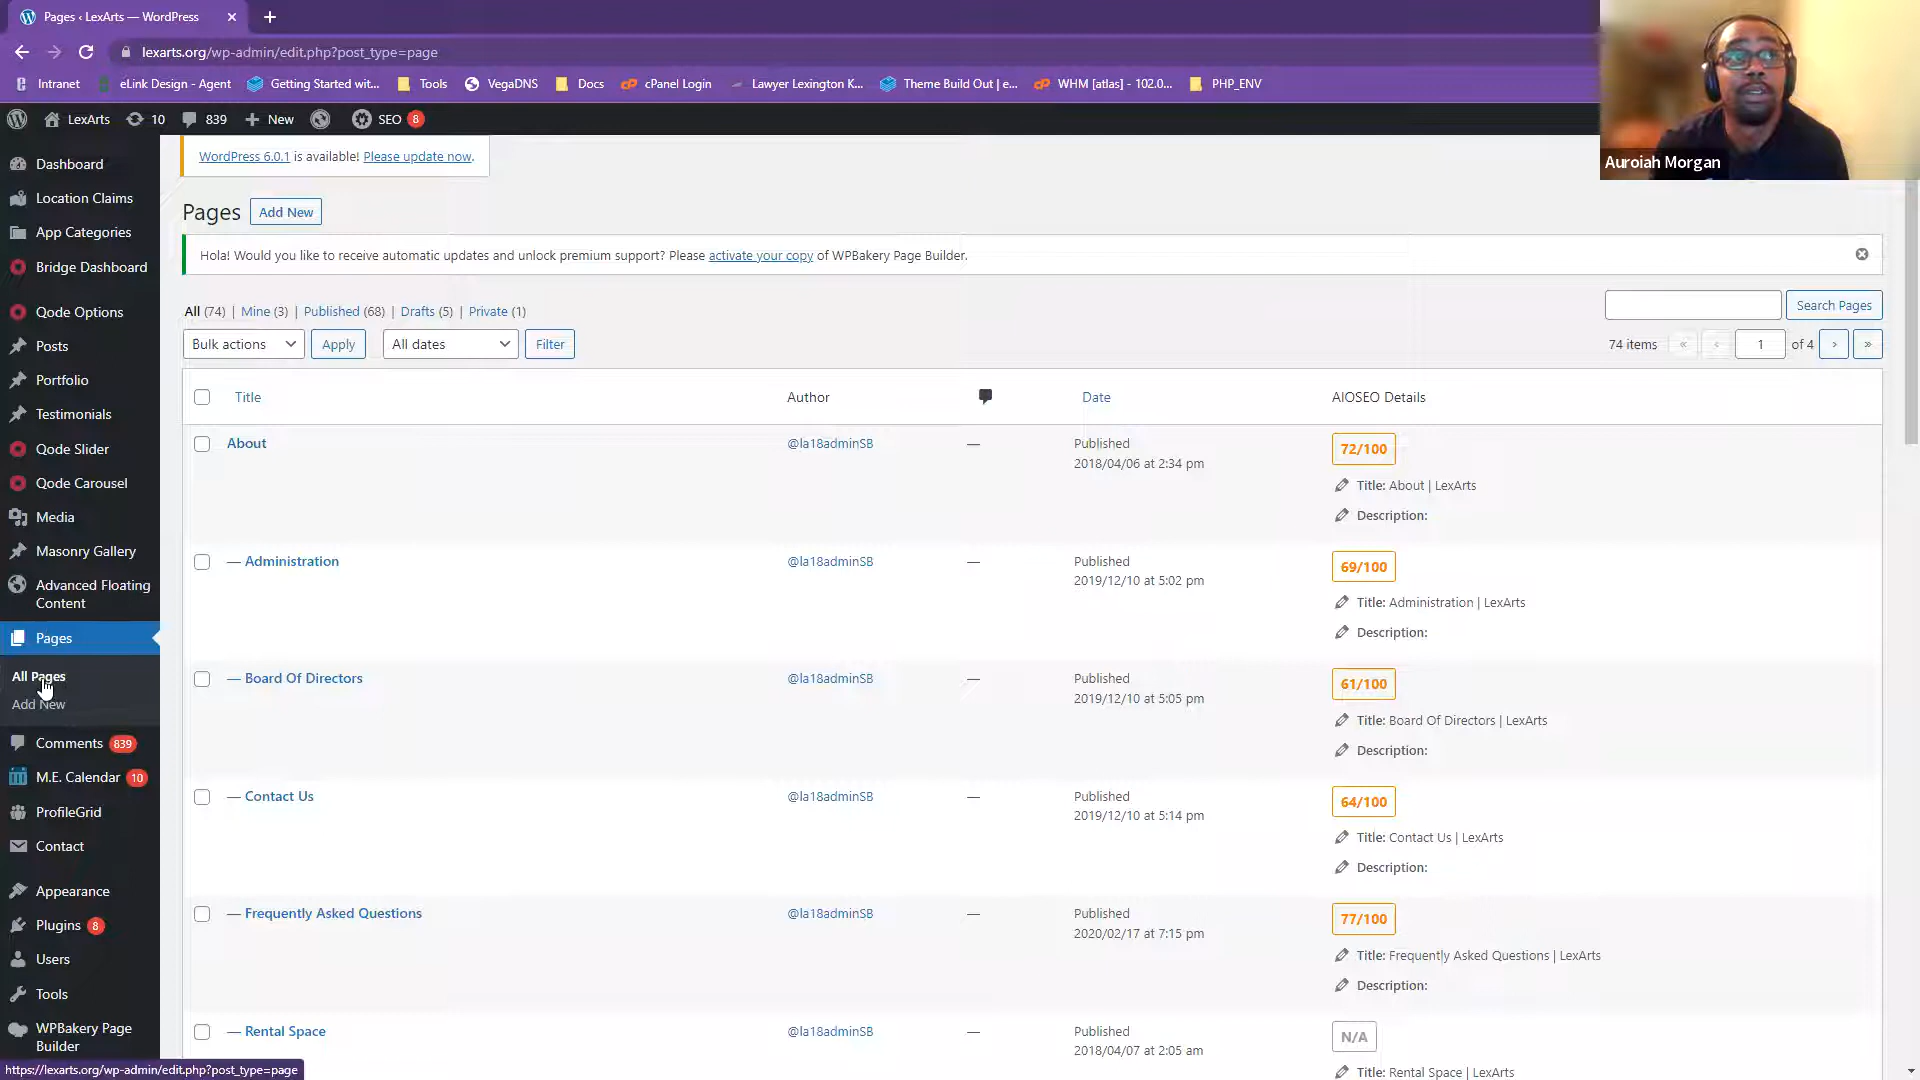 Pages ‹ LexArts — WordPress
lexarts.org/wp-admin/edit.php?post_type=page
Intranet eLink Design - Agent Getting Started wit... Tools VegaDNS Docs cPanel Login Lawyer Lexington K... Theme Build Out | e... WHM [atlas] - 102.0... PHP_ENV
LexArts 10 839 New SEO 8
Auroiah Morgan
Dashboard
Location Claims
App Categories
Bridge Dashboard
Qode Options
Posts
Portfolio
Testimonials
Qode Slider
Qode Carousel
Media
Masonry Gallery
Advanced Floating
Content
Pages
All Pages
Add New
Comments 839
M.E. Calendar 10
ProfileGrid
Contact
Appearance
Plugins 8
Users
Tools
WPBakery Page
Builder
WordPress 6.0.1 is available! Please update now.
Pages Add New
Hola! Would you like to receive automatic updates and unlock premium support? Please activate your copy of WPBakery Page Builder.
All (74) | Mine (3) | Published (68) | Drafts (5) | Private (1)
Search Pages
Bulk actions Apply All dates Filter
74 items « ‹ 1 of 4 › »
Title Author Date AIOSEO Details
About @la18adminSB — Published 72/100
2018/04/06 at 2:34 pm
Title: About | LexArts
Description:
— Administration @la18adminSB — Published 69/100
2019/12/10 at 5:02 pm
Title: Administration | LexArts
Description:
— Board Of Directors @la18adminSB — Published 61/100
2019/12/10 at 5:05 pm
Title: Board Of Directors | LexArts
Description:
— Contact Us @la18adminSB — Published 64/100
2019/12/10 at 5:14 pm
Title: Contact Us | LexArts
Description:
— Frequently Asked Questions @la18adminSB — Published 77/100
2020/02/17 at 7:15 pm
Title: Frequently Asked Questions | LexArts
Description:
— Rental Space @la18adminSB — Published N/A
2018/04/07 at 2:05 am
Title: Rental Space | LexArts
https://lexarts.org/wp-admin/edit.php?post_type=page